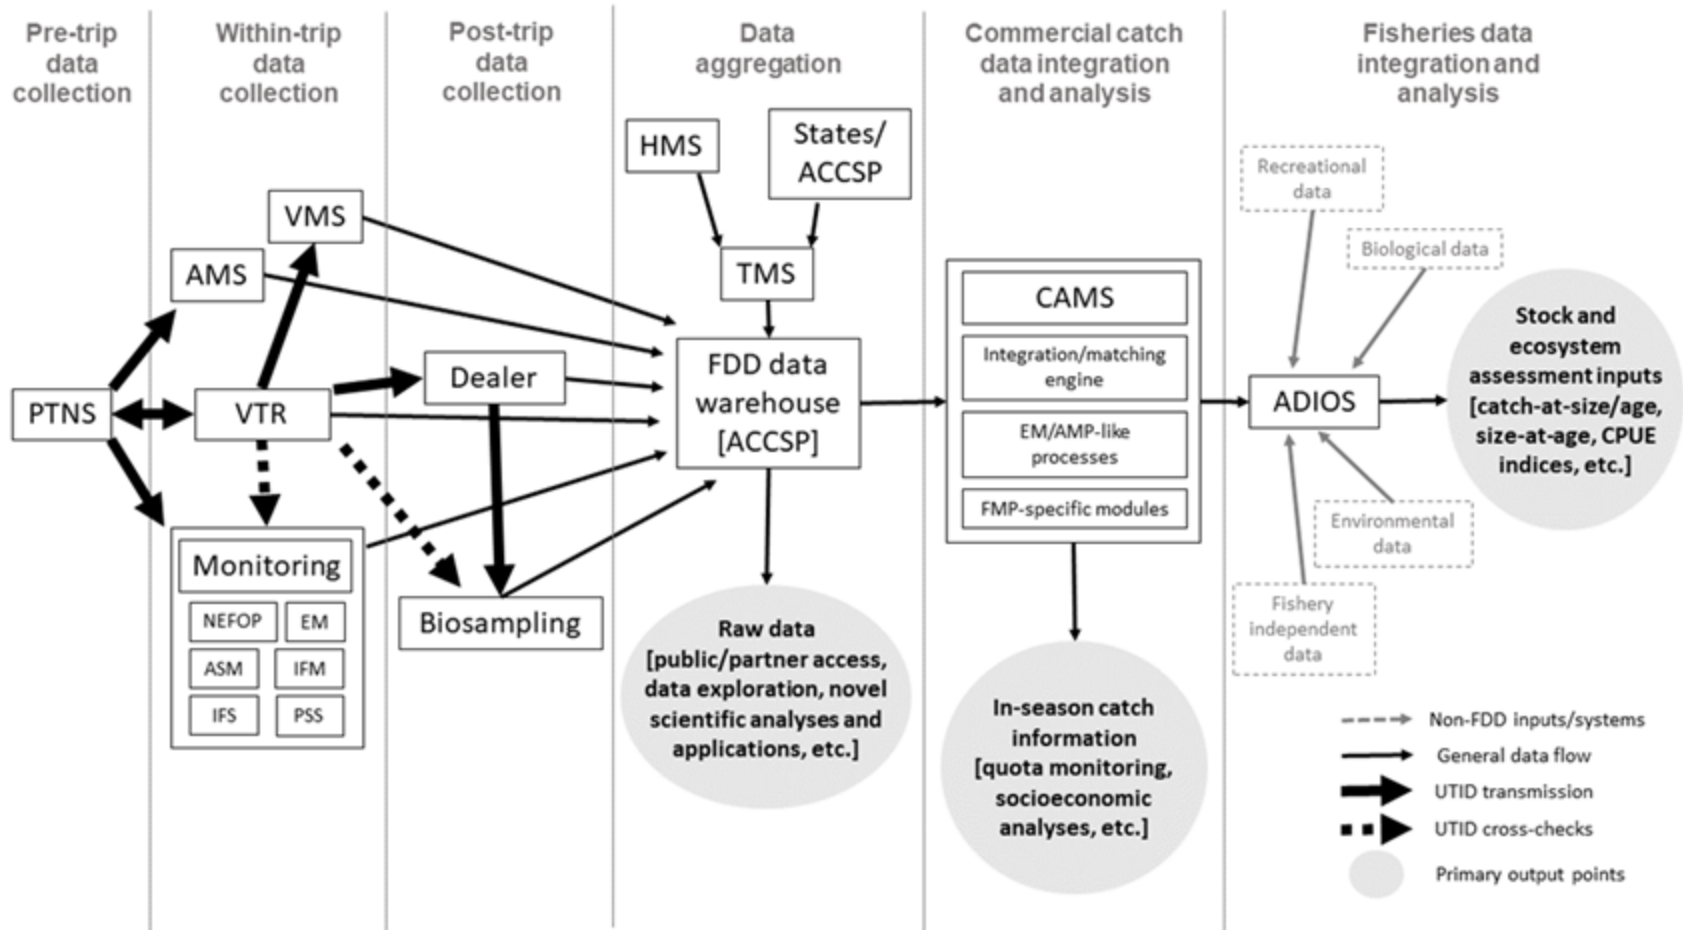 Pre-trip
data
collection
Within-trip
data
collection
Post-trip
data
collection
Data
aggregation
Commercial catch
data integration
and analysis
Fisheries data
integration and
analysis
HMS
States/
ACCSP
TMS
VMS
AMS
PTNS
VTR
Dealer
FDD data
warehouse
[ACCSP]
Monitoring
NEFOP
EM
ASM
IFM
IFS
PSS
Biosampling
Raw data
[public/partner access,
data exploration, novel
scientific analyses and
applications, etc.]
CAMS
Integration/matching
engine
EM/AMP-like
processes
FMP-specific modules
In-season catch
information
[quota monitoring,
socioeconomic
analyses, etc.]
Recreational
data
Biological data
ADIOS
Stock and
ecosystem
assessment inputs
[catch-at-size/age,
size-at-age, CPUE
indices, etc.]
Environmental
data
Fishery
independent
data
Non-FDD inputs/systems
General data flow
UTID transmission
UTID cross-checks
Primary output points